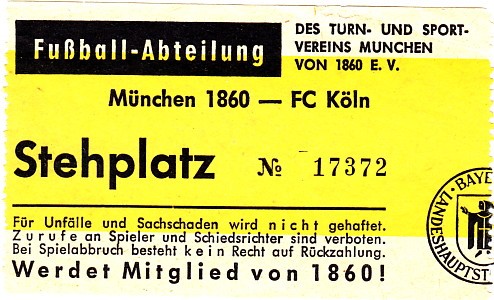 Fußball-Abteilung
DES TURN- UND SPORT-
VEREINS MUNCHEN
VON 1860 E. V.
München 1860 — FC Köln
Stehplatz № 17372
Für Unfälle und Sachschaden wird nicht gehaftet.
Zurufe an Spieler und Schiedsrichter sind verboten.
Bei Spielabbruch besteht kein Recht auf Rückzahlung.
Werdet Mitglied von 1860!
BAYE
LANDESHAUPTST